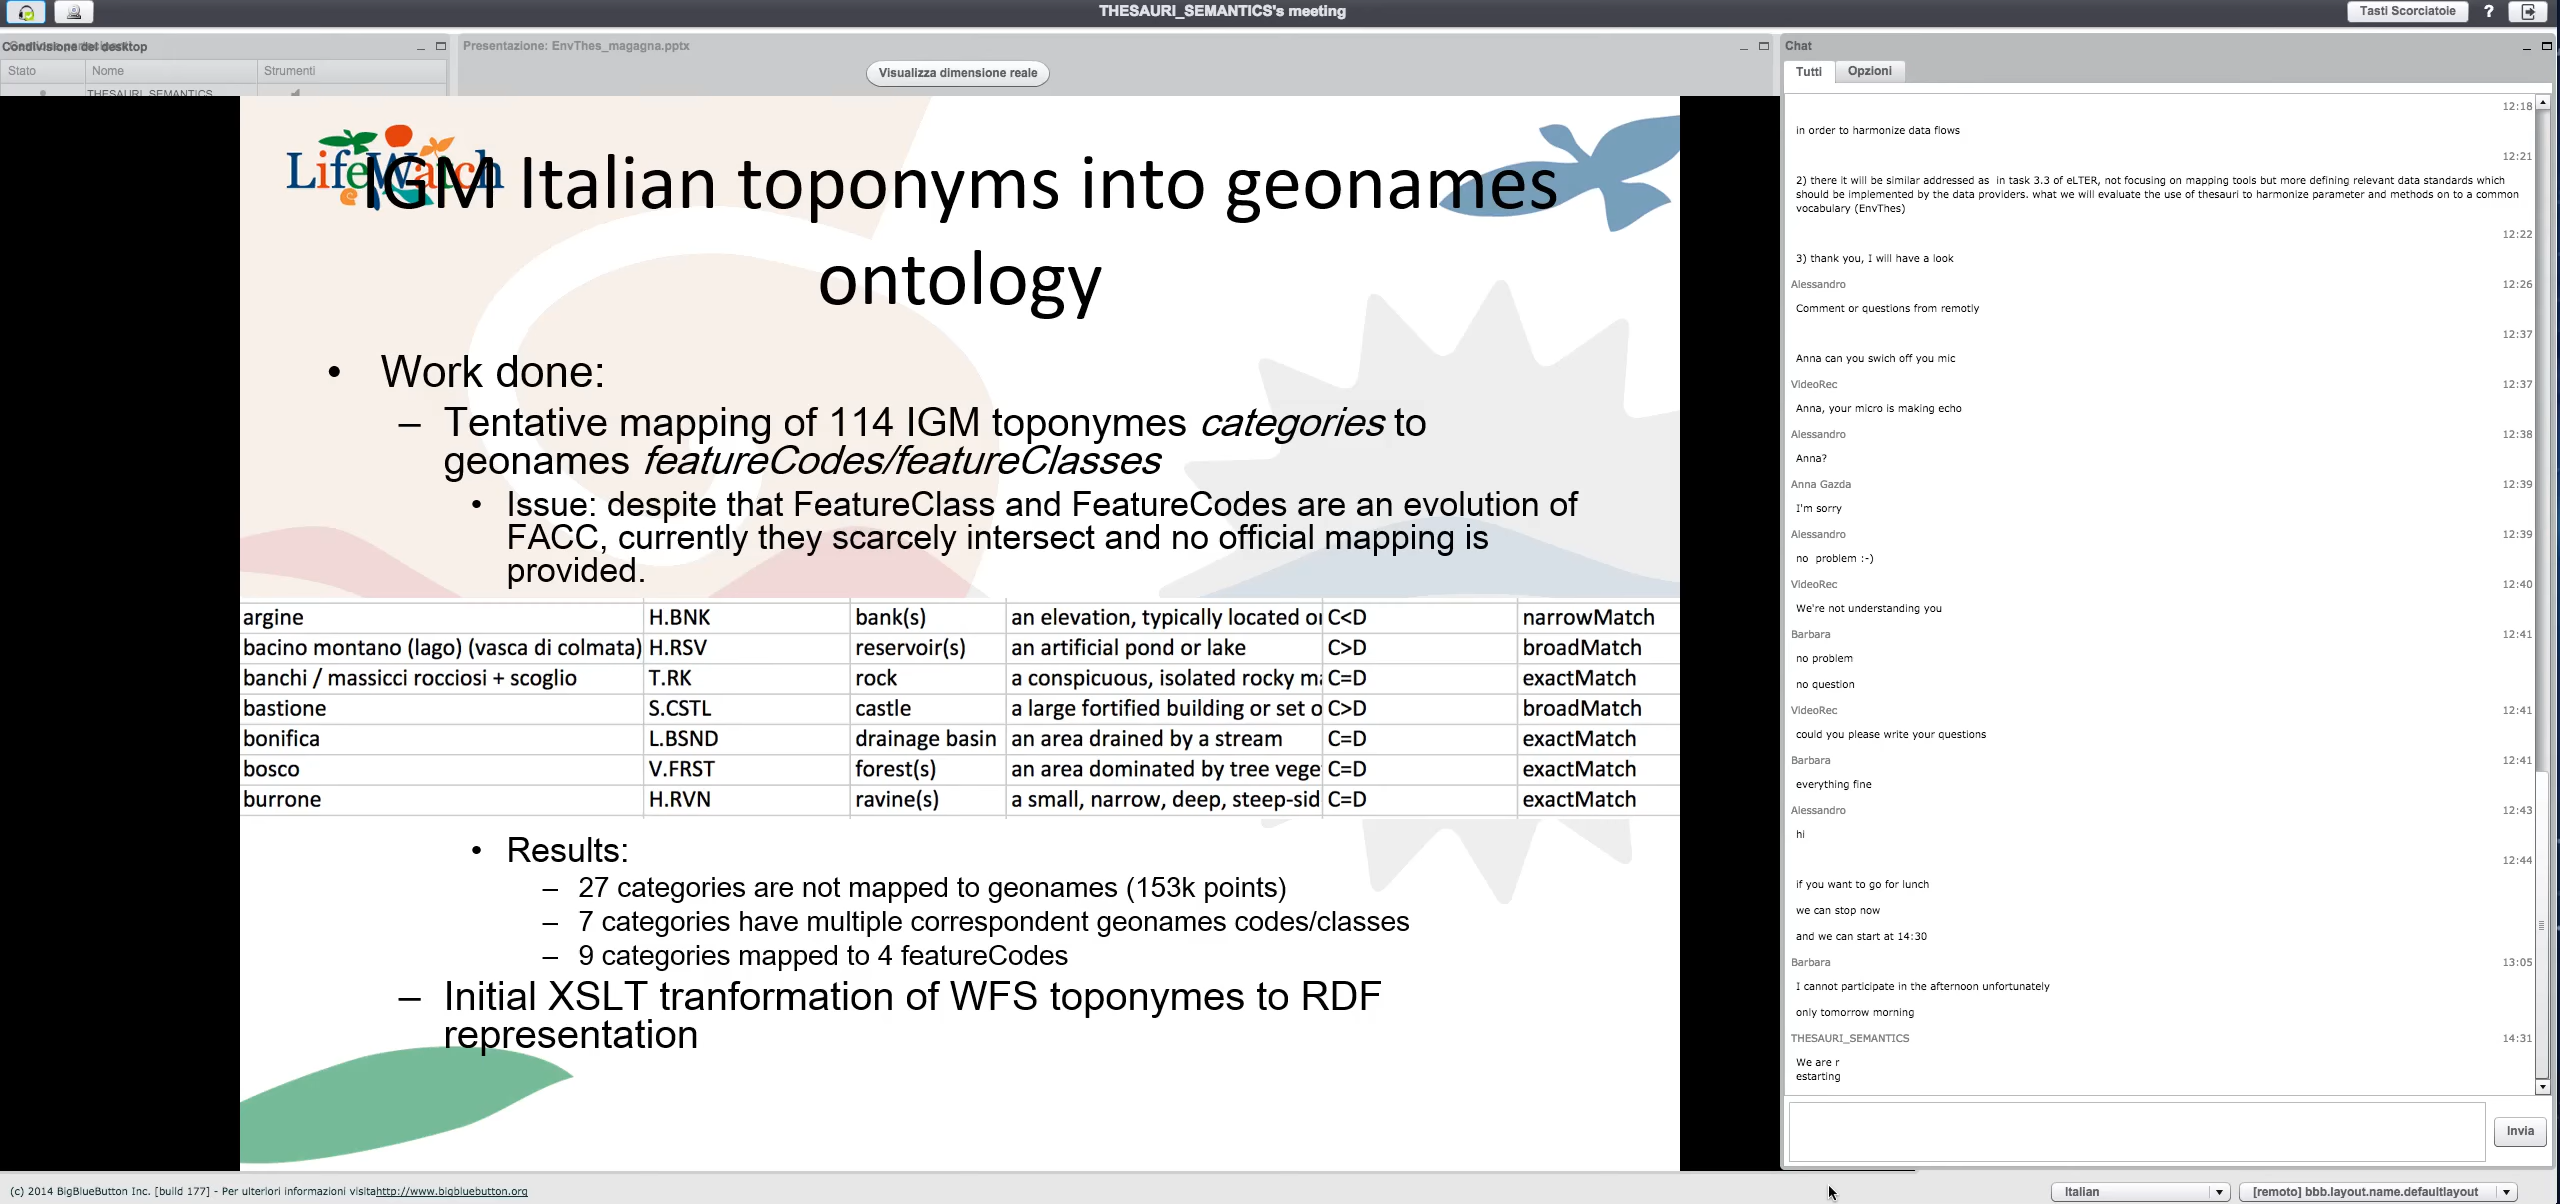 THESAURI_SEMANTICS's meeting
Tasti Scorciatoie
?
Condivisione del desktop
Stato Nome Strumenti
THESAURI_SEMANTICS
Presentazione: EnvThes_magagna.pptx
Visualizza dimensione reale
LifeWatch
IGM Italian toponyms into geonames
ontology
• Work done:
– Tentative mapping of 114 IGM toponymes categories to
geonames featureCodes/featureClasses
• Issue: despite that FeatureClass and FeatureCodes are an evolution of
FACC, currently they scarcely intersect and no official mapping is
provided.
argine H.BNK bank(s) an elevation, typically located or C<D narrowMatch
bacino montano (lago) (vasca di colmata) H.RSV reservoir(s) an artificial pond or lake C>D broadMatch
banchi / massicci rocciosi + scoglio T.RK rock a conspicuous, isolated rocky ma C=D exactMatch
bastione S.CSTL castle a large fortified building or set o C>D broadMatch
bonifica L.BSND drainage basin an area drained by a stream C=D exactMatch
bosco V.FRST forest(s) an area dominated by tree vege C=D exactMatch
burrone H.RVN ravine(s) a small, narrow, deep, steep-sid C=D exactMatch
• Results:
– 27 categories are not mapped to geonames (153k points)
– 7 categories have multiple correspondent geonames codes/classes
– 9 categories mapped to 4 featureCodes
– Initial XSLT tranformation of WFS toponymes to RDF
representation
Chat
Tutti Opzioni
12:18
in order to harmonize data flows
12:21
2) there it will be similar addressed as in task 3.3 of eLTER, not focusing on mapping tools but more defining relevant data standards which
should be implemented by the data providers. what we will evaluate the use of thesauri to harmonize parameter and methods on to a common
vocabulary (EnvThes)
12:22
3) thank you, I will have a look
Alessandro 12:26
Comment or questions from remotly
12:37
Anna can you swich off you mic
VideoRec 12:37
Anna, your micro is making echo
Alessandro 12:38
Anna?
Anna Gazda 12:39
I'm sorry
Alessandro 12:39
no problem :-)
VideoRec 12:40
We're not understanding you
Barbara 12:41
no problem
no question
VideoRec 12:41
could you please write your questions
Barbara 12:41
everything fine
Alessandro 12:43
hi
12:44
if you want to go for lunch
we can stop now
and we can start at 14:30
Barbara 13:05
I cannot participate in the afternoon unfortunately
only tomorrow morning
THESAURI_SEMANTICS 14:31
We are r
estarting
Invia
(c) 2014 BigBlueButton Inc. [build 177] - Per ulteriori informazioni visitahttp://www.bigbluebutton.org
Italian
[remoto] bbb.layout.name.defaultlayout